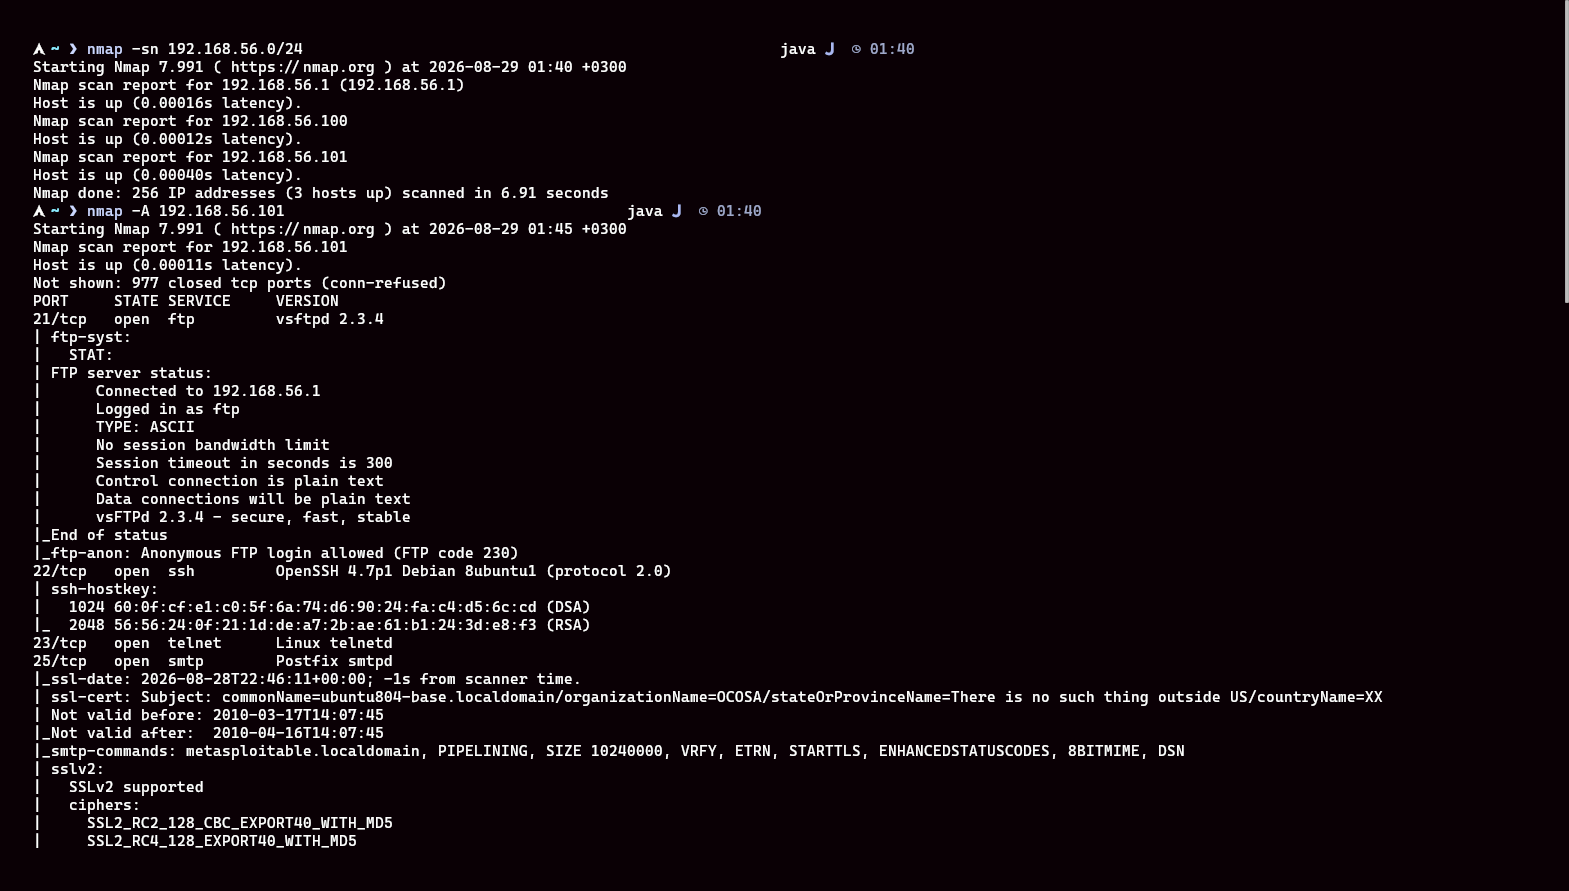 ~ ❯ nmap -sn 192.168.56.0/24 java 01:40
Starting Nmap 7.991 ( https://nmap.org ) at 2026-08-29 01:40 +0300
Nmap scan report for 192.168.56.1 (192.168.56.1)
Host is up (0.00016s latency).
Nmap scan report for 192.168.56.100
Host is up (0.00012s latency).
Nmap scan report for 192.168.56.101
Host is up (0.00040s latency).
Nmap done: 256 IP addresses (3 hosts up) scanned in 6.91 seconds
~ ❯ nmap -A 192.168.56.101 java 01:40
Starting Nmap 7.991 ( https://nmap.org ) at 2026-08-29 01:45 +0300
Nmap scan report for 192.168.56.101
Host is up (0.00011s latency).
Not shown: 977 closed tcp ports (conn-refused)
PORT     STATE SERVICE     VERSION
21/tcp   open  ftp         vsftpd 2.3.4
| ftp-syst:
|   STAT:
| FTP server status:
|      Connected to 192.168.56.1
|      Logged in as ftp
|      TYPE: ASCII
|      No session bandwidth limit
|      Session timeout in seconds is 300
|      Control connection is plain text
|      Data connections will be plain text
|      vsFTPd 2.3.4 - secure, fast, stable
|_End of status
|_ftp-anon: Anonymous FTP login allowed (FTP code 230)
22/tcp   open  ssh         OpenSSH 4.7p1 Debian 8ubuntu1 (protocol 2.0)
| ssh-hostkey:
|   1024 60:0f:cf:e1:c0:5f:6a:74:d6:90:24:fa:c4:d5:6c:cd (DSA)
|_  2048 56:56:24:0f:21:1d:de:a7:2b:ae:61:b1:24:3d:e8:f3 (RSA)
23/tcp   open  telnet      Linux telnetd
25/tcp   open  smtp        Postfix smtpd
|_ssl-date: 2026-08-28T22:46:11+00:00; -1s from scanner time.
| ssl-cert: Subject: commonName=ubuntu804-base.localdomain/organizationName=OCOSA/stateOrProvinceName=There is no such thing outside US/countryName=XX
| Not valid before: 2010-03-17T14:07:45
|_Not valid after:  2010-04-16T14:07:45
|_smtp-commands: metasploitable.localdomain, PIPELINING, SIZE 10240000, VRFY, ETRN, STARTTLS, ENHANCEDSTATUSCODES, 8BITMIME, DSN
| sslv2:
|   SSLv2 supported
|   ciphers:
|     SSL2_RC2_128_CBC_EXPORT40_WITH_MD5
|     SSL2_RC4_128_EXPORT40_WITH_MD5